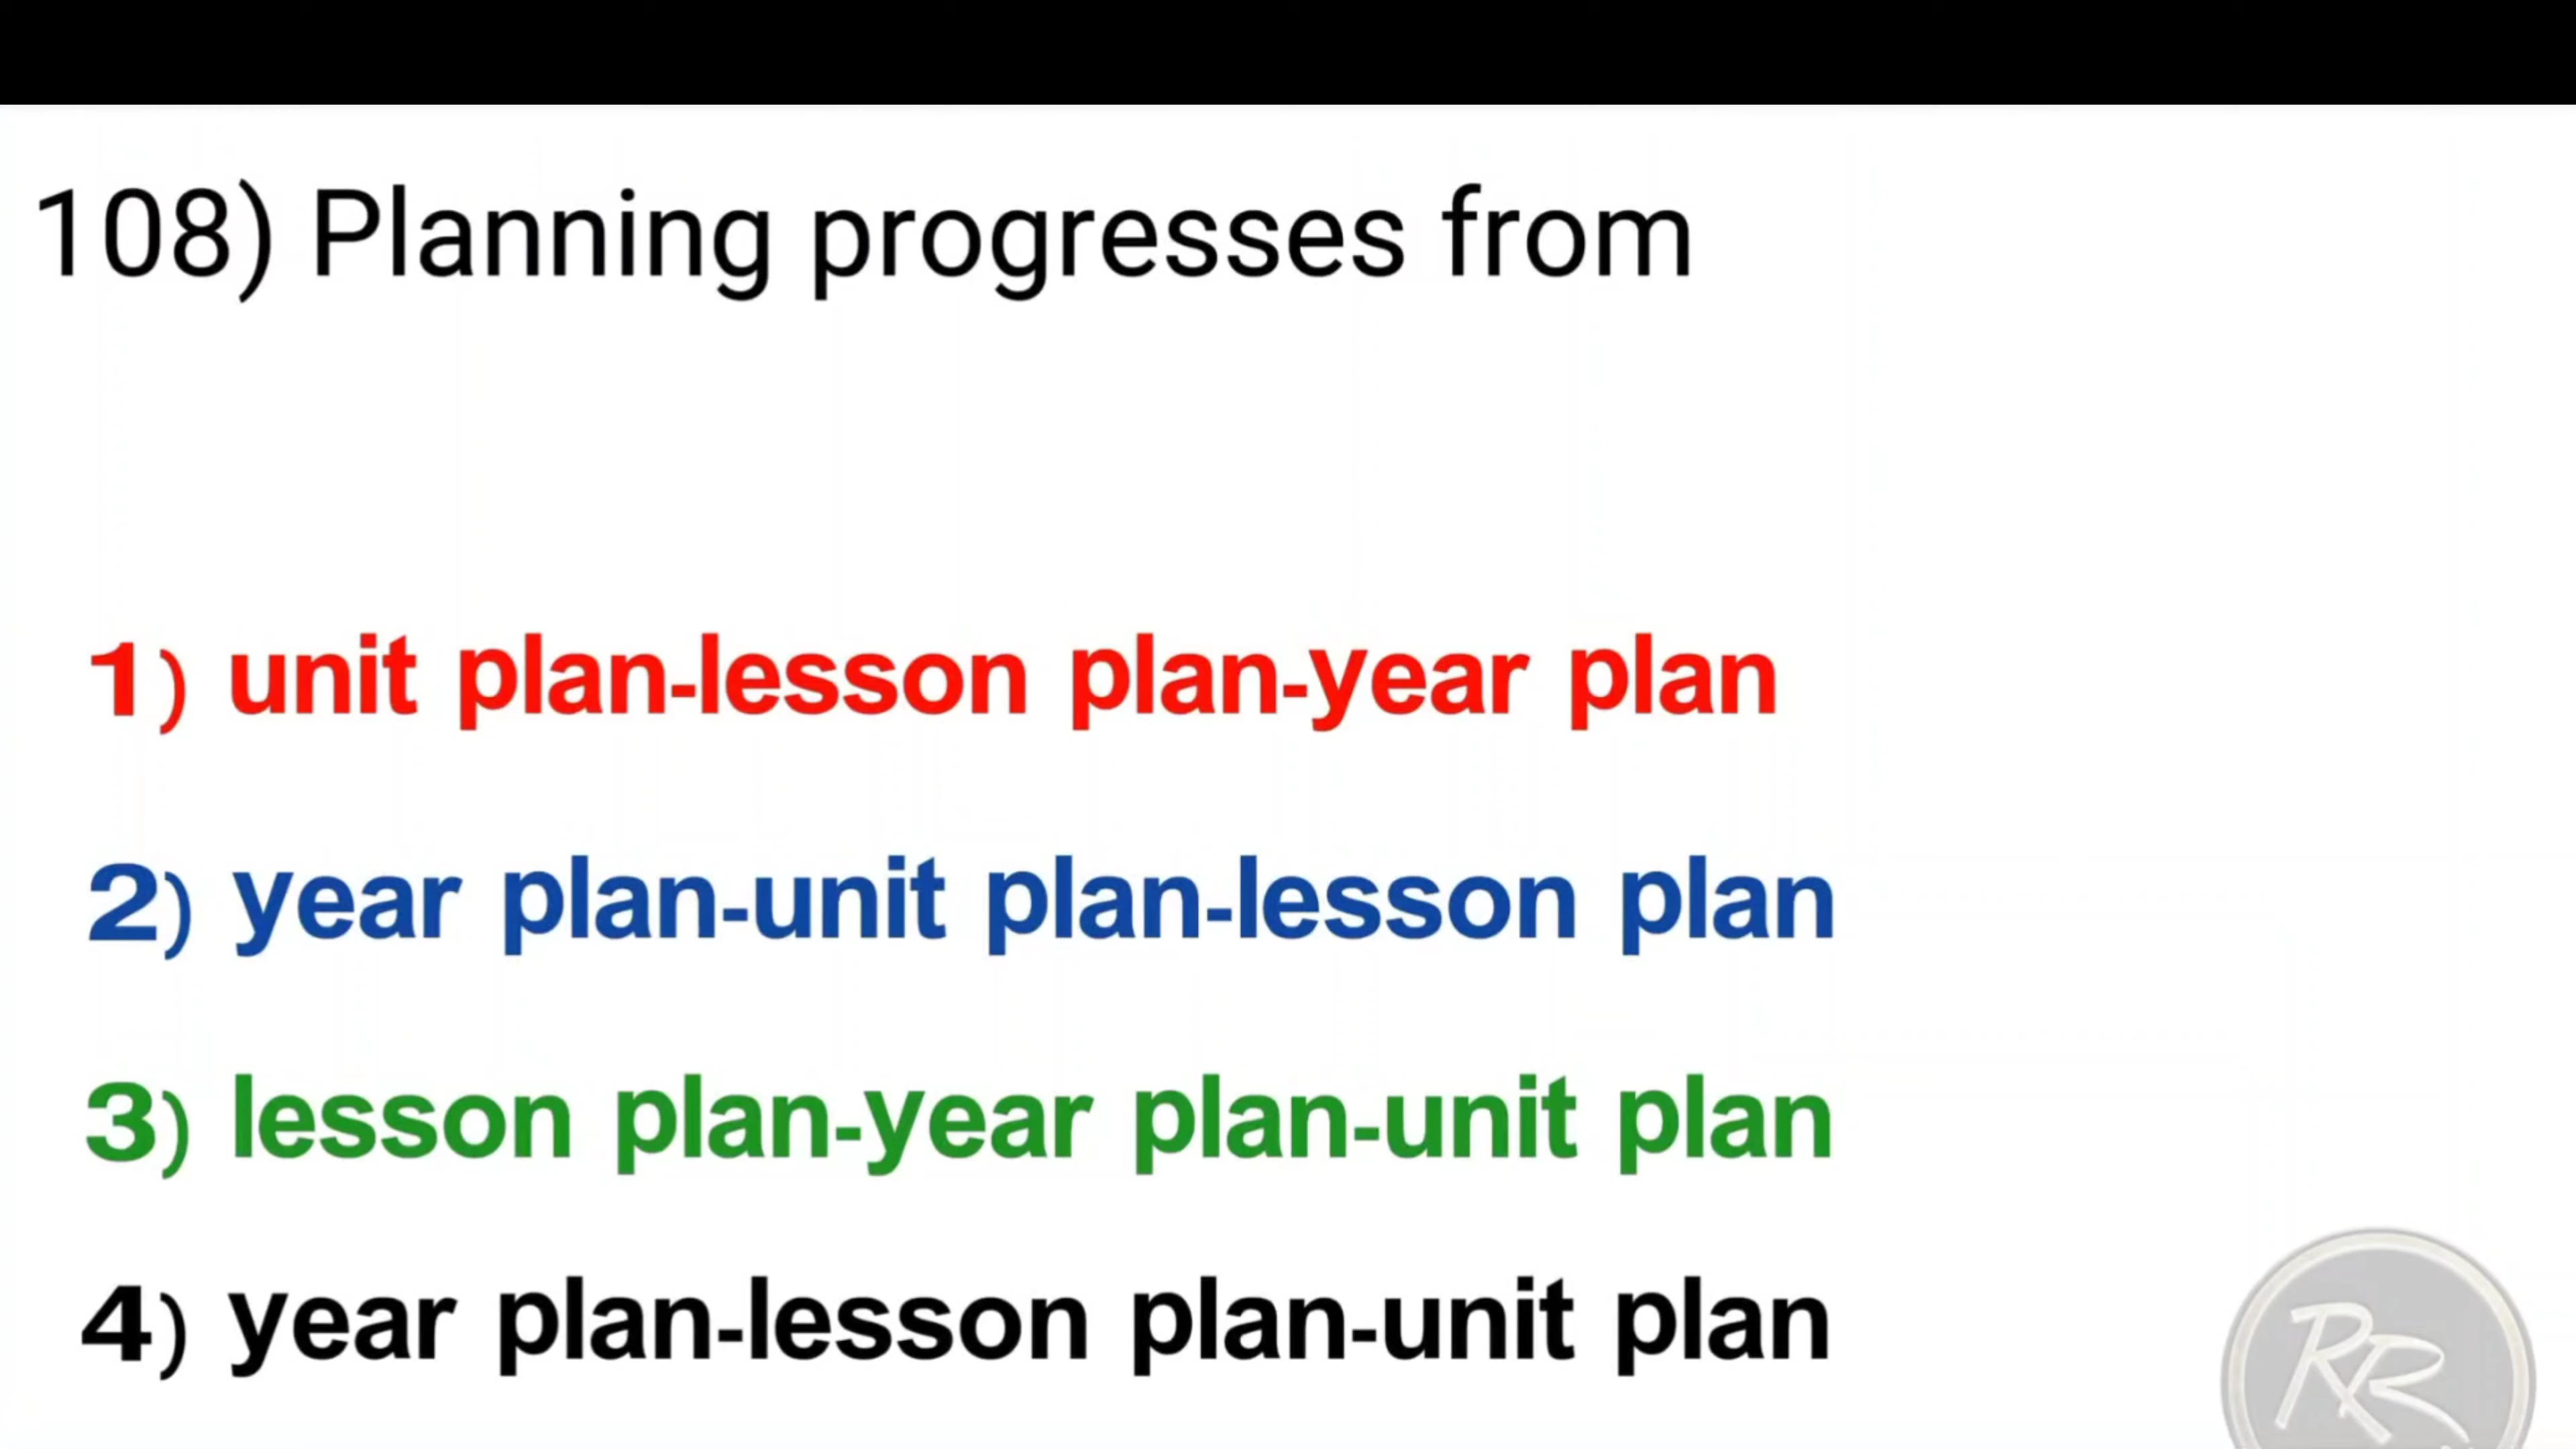 108) Planning progresses from
1) unit plan-lesson plan-year plan
2) year plan-unit plan-lesson plan
3) lesson plan-year plan-unit plan
4) year plan-lesson plan-unit plan
RR